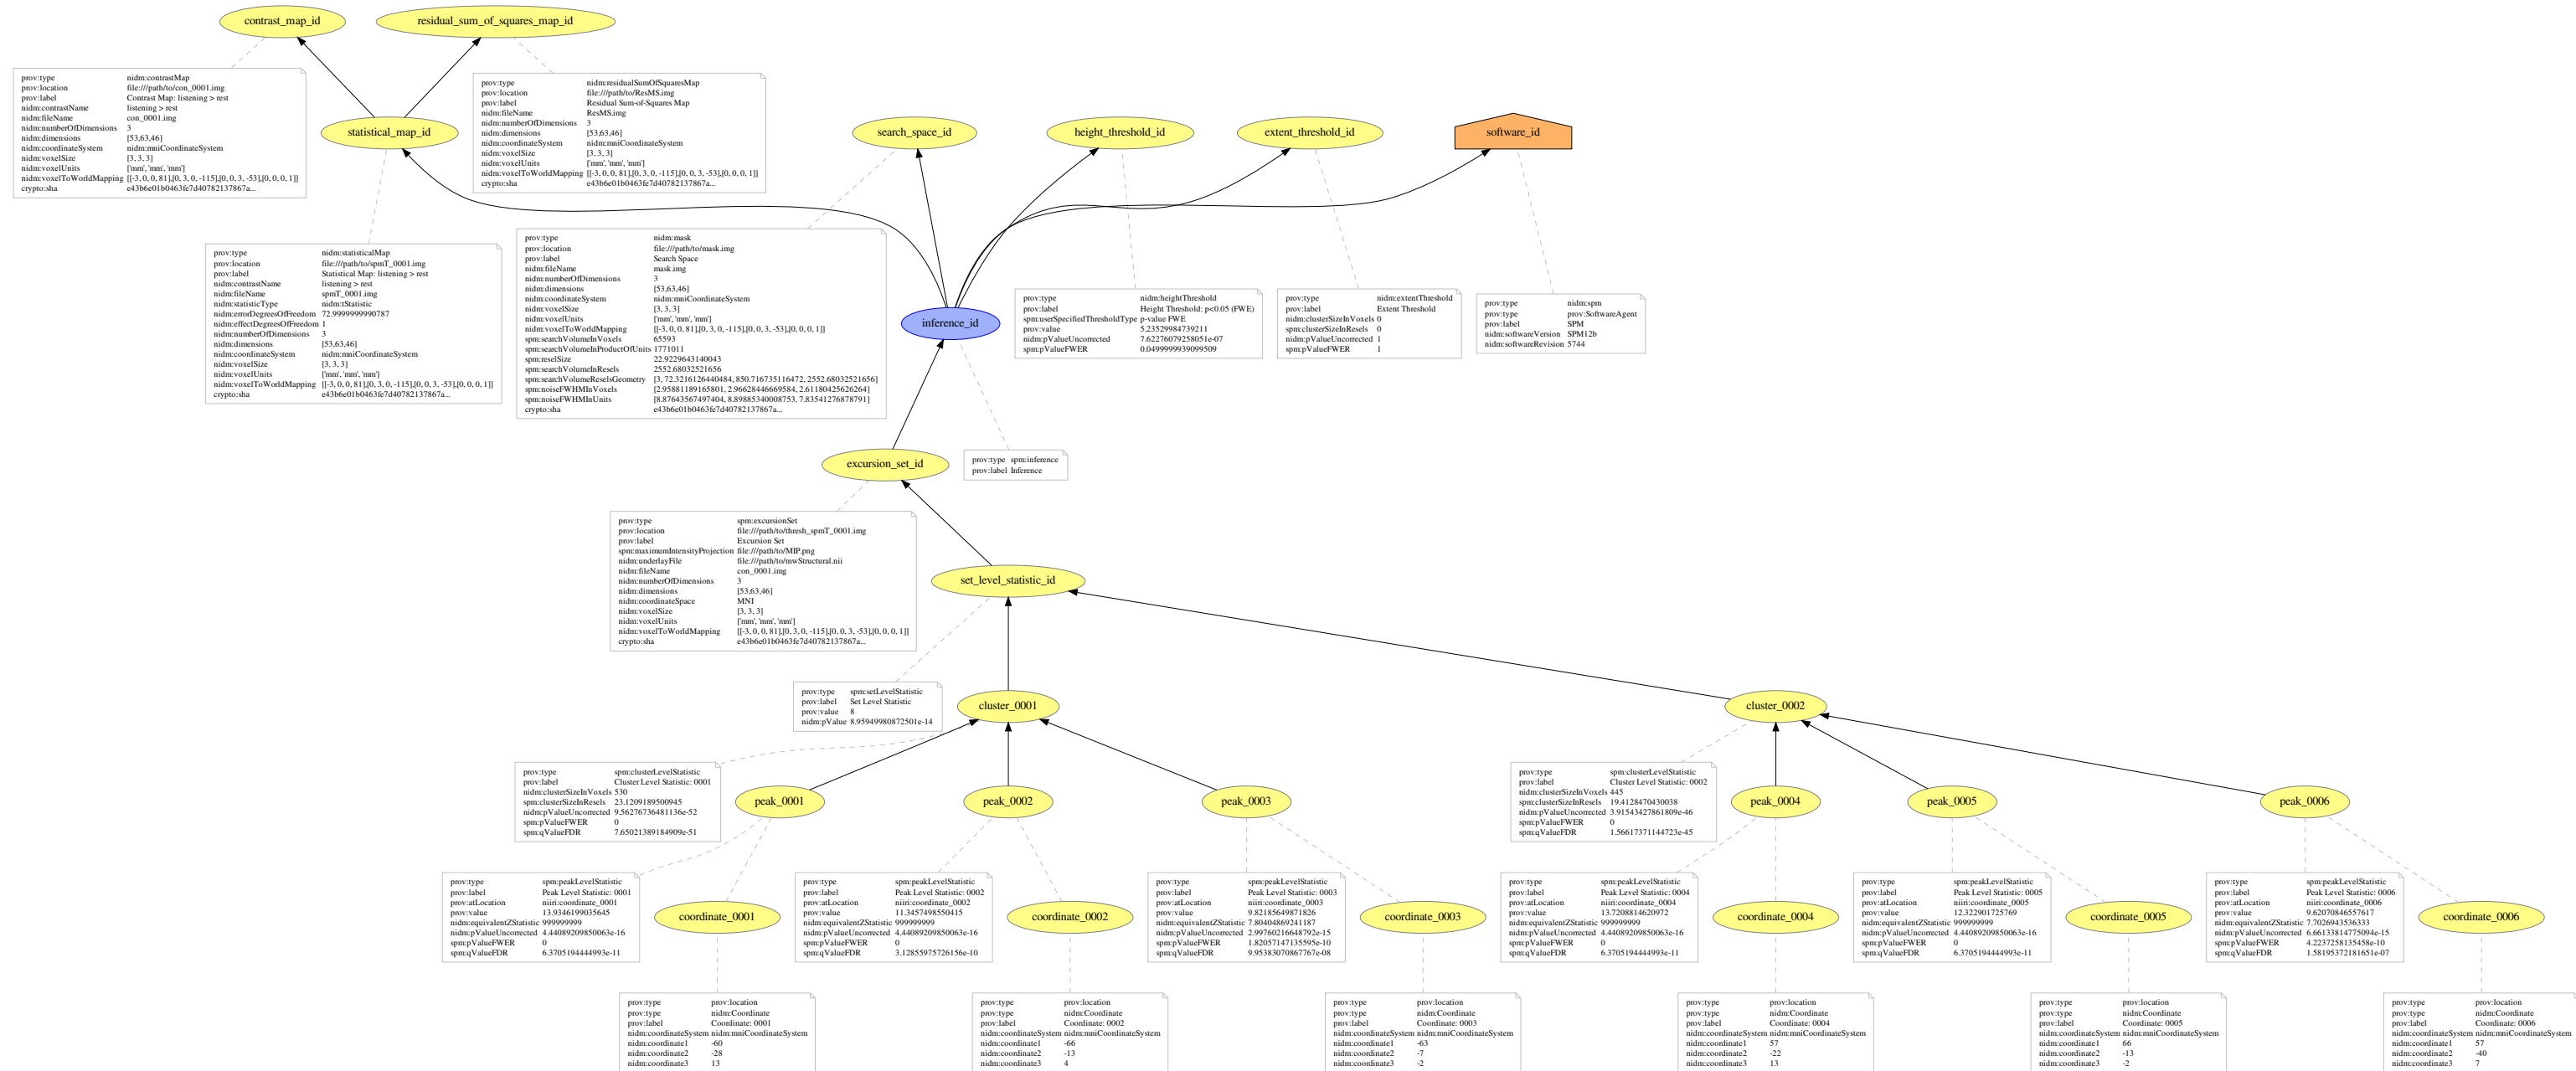 contrast_map_id
residual_sum_of_squares_map_id
prov:type nidm:contrastMap
prov:location file:///path/to/con_0001.img
prov:label Contrast Map: listening > rest
nidm:contrastName listening > rest
nidm:fileName con_0001.img
nidm:numberOfDimensions 3
nidm:dimensions [53,63,46]
nidm:coordinateSystem nidm:mniCoordinateSystem
nidm:voxelSize [3, 3, 3]
nidm:voxelUnits ['mm', 'mm', 'mm']
nidm:voxelToWorldMapping [[-3, 0, 0, 81],[0, 3, 0, -115],[0, 0, 3, -53],[0, 0, 0, 1]]
crypto:sha e43b6e01b0463fe7d40782137867a...
prov:type nidm:residualSumOfSquaresMap
prov:location file:///path/to/ResMS.img
prov:label Residual Sum-of-Squares Map
nidm:fileName ResMS.img
nidm:numberOfDimensions 3
nidm:dimensions [53,63,46]
nidm:coordinateSystem nidm:mniCoordinateSystem
nidm:voxelSize [3, 3, 3]
nidm:voxelUnits ['mm', 'mm', 'mm']
nidm:voxelToWorldMapping [[-3, 0, 0, 81],[0, 3, 0, -115],[0, 0, 3, -53],[0, 0, 0, 1]]
crypto:sha e43b6e01b0463fe7d40782137867a...
statistical_map_id
search_space_id
height_threshold_id
extent_threshold_id
software_id
prov:type nidm:statisticalMap
prov:location file:///path/to/spmT_0001.img
prov:label Statistical Map: listening > rest
nidm:contrastName listening > rest
nidm:fileName spmT_0001.img
nidm:statisticType nidm:tStatistic
nidm:errorDegreesOfFreedom 72.9999999990787
nidm:effectDegreesOfFreedom 1
nidm:numberOfDimensions 3
nidm:dimensions [53,63,46]
nidm:coordinateSystem nidm:mniCoordinateSystem
nidm:voxelSize [3, 3, 3]
nidm:voxelUnits ['mm', 'mm', 'mm']
nidm:voxelToWorldMapping [[-3, 0, 0, 81],[0, 3, 0, -115],[0, 0, 3, -53],[0, 0, 0, 1]]
crypto:sha e43b6e01b0463fe7d40782137867a...
prov:type nidm:mask
prov:location file:///path/to/mask.img
prov:label Search Space
nidm:fileName mask.img
nidm:numberOfDimensions 3
nidm:dimensions [53,63,46]
nidm:coordinateSystem nidm:mniCoordinateSystem
nidm:voxelSize [3, 3, 3]
nidm:voxelUnits ['mm', 'mm', 'mm']
nidm:voxelToWorldMapping [[-3, 0, 0, 81],[0, 3, 0, -115],[0, 0, 3, -53],[0, 0, 0, 1]]
spm:searchVolumeInVoxels 65593
spm:searchVolumeInProductOfUnits 1771011
spm:reselSize 22.9229643140043
spm:searchVolumeInResels 2552.68032521656
spm:searchVolumeReselsGeometry [3, 72.3216126440484, 850.716735116472, 2552.68032521656]
spm:noiseFWHMInVoxels [2.95881189165801, 2.96628446669584, 2.61180425626264]
spm:noiseFWHMInUnits [8.87643567497404, 8.89885340008753, 7.83541276878791]
crypto:sha e43b6e01b0463fe7d40782137867a...
inference_id
prov:type nidm:heightThreshold
prov:label Height Threshold: p<0.05 (FWE)
spm:userSpecifiedThresholdType p-value FWE
prov:value 5.23529984739211
nidm:pValueUncorrected 7.62276079258051e-07
spm:pValueFWER 0.0499999939099509
prov:type nidm:extentThreshold
prov:label Extent Threshold
nidm:clusterSizeInVoxels 0
spm:clusterSizeInResels 0
nidm:pValueUncorrected 1
spm:pValueFWER 1
prov:type nidm:spm
prov:type prov:SoftwareAgent
prov:label SPM
nidm:softwareVersion SPM12b
nidm:softwareRevision 5744
excursion_set_id
prov:type spm:inference
prov:label Inference
prov:type spm:excursionSet
prov:location file:///path/to/thresh_spmT_0001.img
prov:label Excursion Set
spm:maximumIntensityProjection file:///path/to/MIP.png
nidm:underlayFile file:///path/to/mwStructural.nii
nidm:fileName con_0001.img
nidm:numberOfDimensions 3
nidm:dimensions [53,63,46]
nidm:coordinateSpace MNI
nidm:voxelSize [3, 3, 3]
nidm:voxelUnits ['mm', 'mm', 'mm']
nidm:voxelToWorldMapping [[-3, 0, 0, 81],[0, 3, 0, -115],[0, 0, 3, -53],[0, 0, 0, 1]]
crypto:sha e43b6e01b0463fe7d40782137867a...
set_level_statistic_id
prov:type spm:setLevelStatistic
prov:label Set Level Statistic
prov:value 8
nidm:pValue 8.95949980872501e-14
cluster_0001
cluster_0002
prov:type spm:clusterLevelStatistic
prov:label Cluster Level Statistic: 0001
nidm:clusterSizeInVoxels 530
spm:clusterSizeInResels 23.1209189500945
nidm:pValueUncorrected 9.56276736481136e-52
spm:pValueFWER 0
spm:qValueFDR 7.65021389184909e-51
prov:type spm:clusterLevelStatistic
prov:label Cluster Level Statistic: 0002
nidm:clusterSizeInVoxels 445
spm:clusterSizeInResels 19.4128470430038
nidm:pValueUncorrected 3.91543427861809e-46
spm:pValueFWER 0
spm:qValueFDR 1.56617371144723e-45
peak_0001
peak_0002
peak_0003
peak_0004
peak_0005
peak_0006
prov:type spm:peakLevelStatistic
prov:label Peak Level Statistic: 0001
prov:atLocation niiri:coordinate_0001
prov:value 13.9346199035645
nidm:equivalentZStatistic 999999999
nidm:pValueUncorrected 4.44089209850063e-16
spm:pValueFWER 0
spm:qValueFDR 6.3705194444993e-11
prov:type spm:peakLevelStatistic
prov:label Peak Level Statistic: 0002
prov:atLocation niiri:coordinate_0002
prov:value 11.3457498550415
nidm:equivalentZStatistic 999999999
nidm:pValueUncorrected 4.44089209850063e-16
spm:pValueFWER 0
spm:qValueFDR 3.12855975726156e-10
prov:type spm:peakLevelStatistic
prov:label Peak Level Statistic: 0003
prov:atLocation niiri:coordinate_0003
prov:value 9.82185649871826
nidm:equivalentZStatistic 7.80404869241187
nidm:pValueUncorrected 2.99760216648792e-15
spm:pValueFWER 1.82057147135595e-10
spm:qValueFDR 9.95383070867767e-08
prov:type spm:peakLevelStatistic
prov:label Peak Level Statistic: 0004
prov:atLocation niiri:coordinate_0004
prov:value 13.7208814620972
nidm:equivalentZStatistic 999999999
nidm:pValueUncorrected 4.44089209850063e-16
spm:pValueFWER 0
spm:qValueFDR 6.3705194444993e-11
prov:type spm:peakLevelStatistic
prov:label Peak Level Statistic: 0005
prov:atLocation niiri:coordinate_0005
prov:value 12.322901725769
nidm:equivalentZStatistic 999999999
nidm:pValueUncorrected 4.44089209850063e-16
spm:pValueFWER 0
spm:qValueFDR 6.3705194444993e-11
prov:type spm:peakLevelStatistic
prov:label Peak Level Statistic: 0006
prov:atLocation niiri:coordinate_0006
prov:value 9.62070846557617
nidm:equivalentZStatistic 7.7026943536333
nidm:pValueUncorrected 6.66133814775094e-15
spm:pValueFWER 4.2237258135458e-10
spm:qValueFDR 1.58195372181651e-07
coordinate_0001
coordinate_0002
coordinate_0003
coordinate_0004
coordinate_0005
coordinate_0006
prov:type prov:location
prov:type nidm:Coordinate
prov:label Coordinate: 0001
nidm:coordinateSystem nidm:mniCoordinateSystem
nidm:coordinate1 -60
nidm:coordinate2 -28
nidm:coordinate3 13
prov:type prov:location
prov:type nidm:Coordinate
prov:label Coordinate: 0002
nidm:coordinateSystem nidm:mniCoordinateSystem
nidm:coordinate1 -66
nidm:coordinate2 -13
nidm:coordinate3 4
prov:type prov:location
prov:type nidm:Coordinate
prov:label Coordinate: 0003
nidm:coordinateSystem nidm:mniCoordinateSystem
nidm:coordinate1 -63
nidm:coordinate2 -7
nidm:coordinate3 -2
prov:type prov:location
prov:type nidm:Coordinate
prov:label Coordinate: 0004
nidm:coordinateSystem nidm:mniCoordinateSystem
nidm:coordinate1 57
nidm:coordinate2 -22
nidm:coordinate3 13
prov:type prov:location
prov:type nidm:Coordinate
prov:label Coordinate: 0005
nidm:coordinateSystem nidm:mniCoordinateSystem
nidm:coordinate1 66
nidm:coordinate2 -13
nidm:coordinate3 -2
prov:type prov:location
prov:type nidm:Coordinate
prov:label Coordinate: 0006
nidm:coordinateSystem nidm:mniCoordinateSystem
nidm:coordinate1 57
nidm:coordinate2 -40
nidm:coordinate3 7